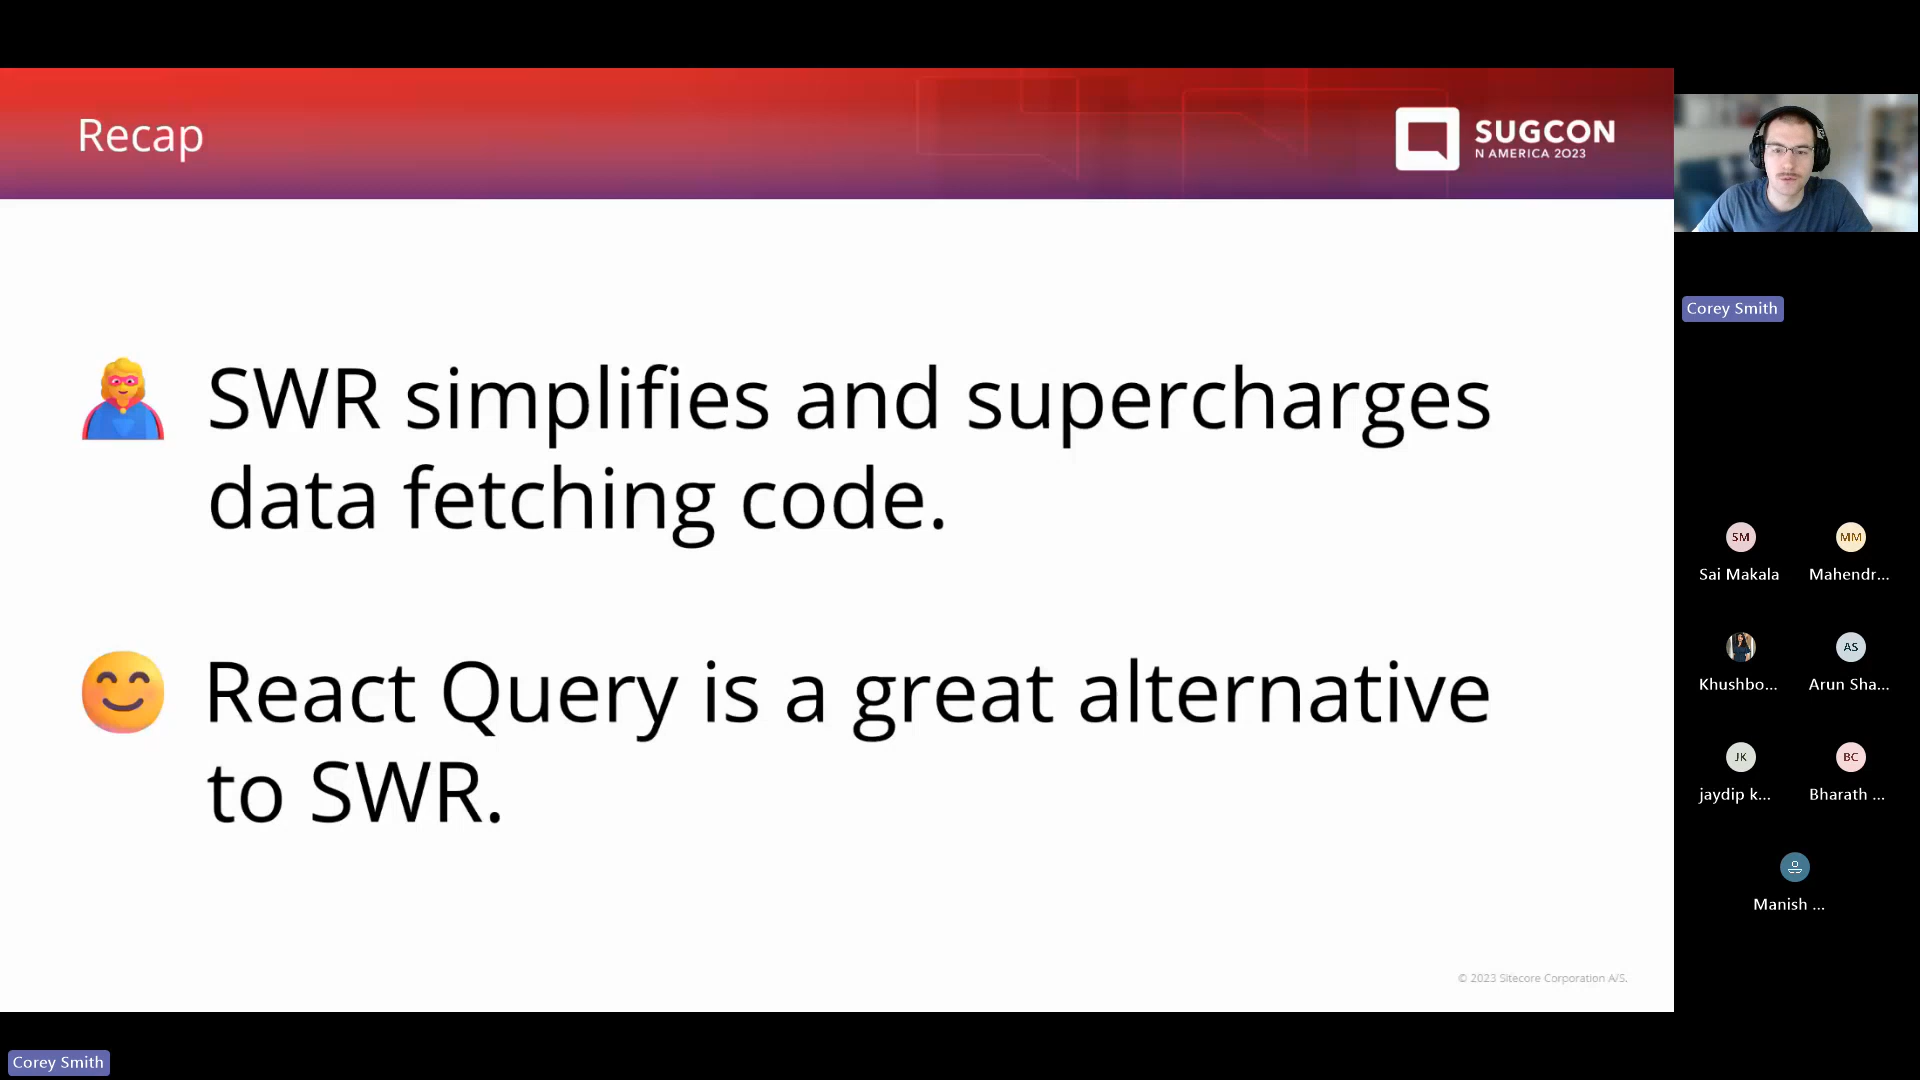 Recap
SUGCON
N AMERICA 2023
SWR simplifies and supercharges
data fetching code.
React Query is a great alternative
to SWR.
© 2023 Sitecore Corporation A/S.
Corey Smith
Corey Smith
SM
MM
Sai Makala
Mahendr...
AS
Khushbo...
Arun Sha...
JK
BC
jaydip k...
Bharath ...
Manish ...